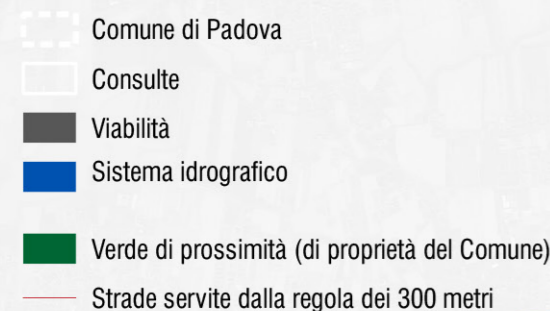 Comune di Padova
Consulte
Viabilità
Sistema idrografico
Verde di prossimità (di proprietà del Comune)
Strade servite dalla regola dei 300 metri